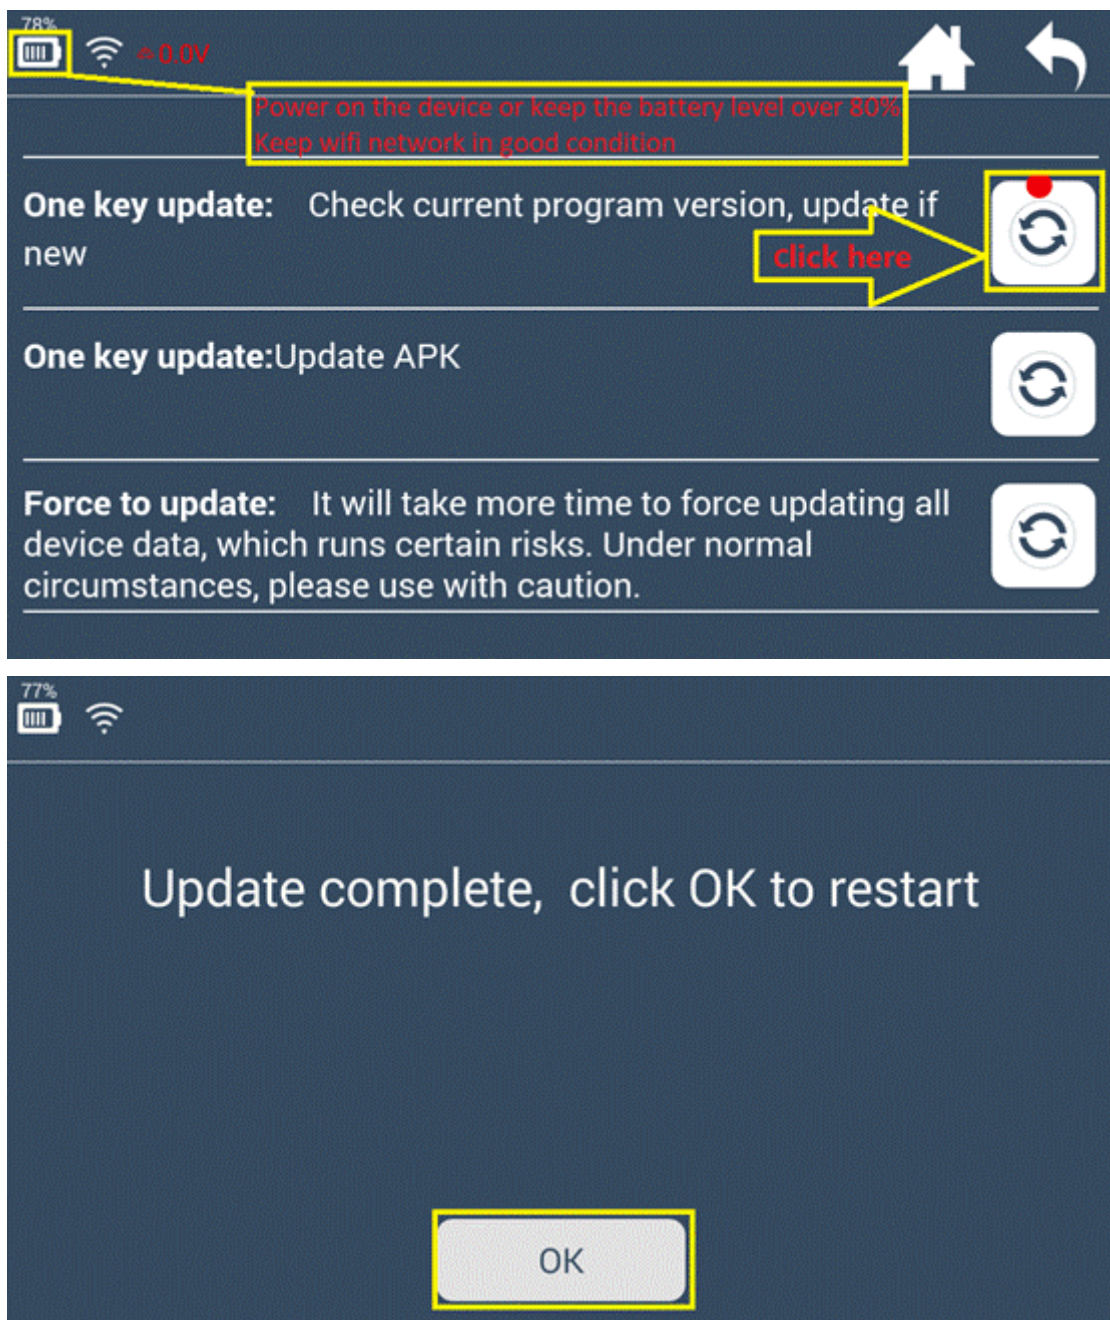 78%
0.0V
Power on the device or keep the battery level over 80%
Keep wifi network in good condition
One key update: Check current program version, update if
new
click here
One key update:Update APK
Force to update: It will take more time to force updating all
device data, which runs certain risks. Under normal
circumstances, please use with caution.
77%
Update complete, click OK to restart
OK